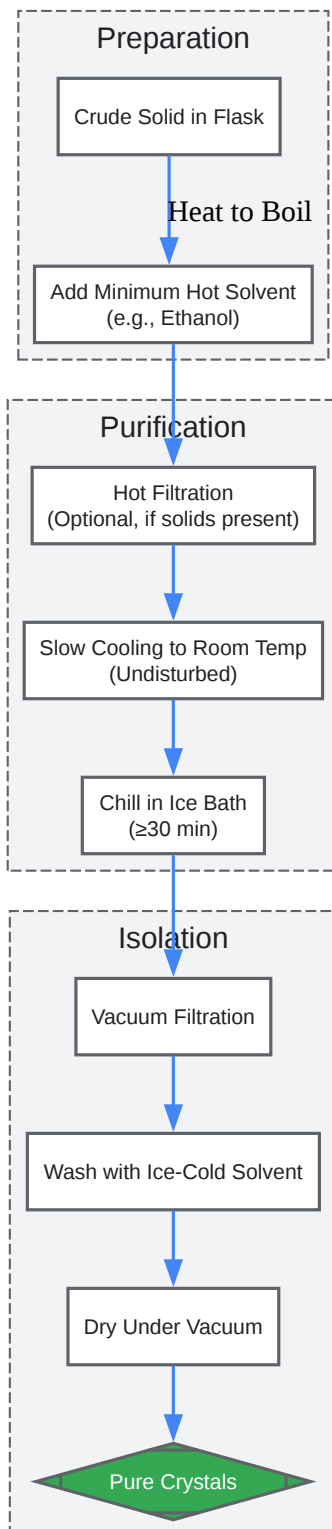 Preparation
Crude Solid in Flask
Heat to Boil
Add Minimum Hot Solvent
(e.g., Ethanol)
Purification
Hot Filtration
(Optional, if solids present)
Slow Cooling to Room Temp
(Undisturbed)
Chill in Ice Bath
(≥30 min)
Isolation
Vacuum Filtration
Wash with Ice-Cold Solvent
Dry Under Vacuum
Pure Crystals